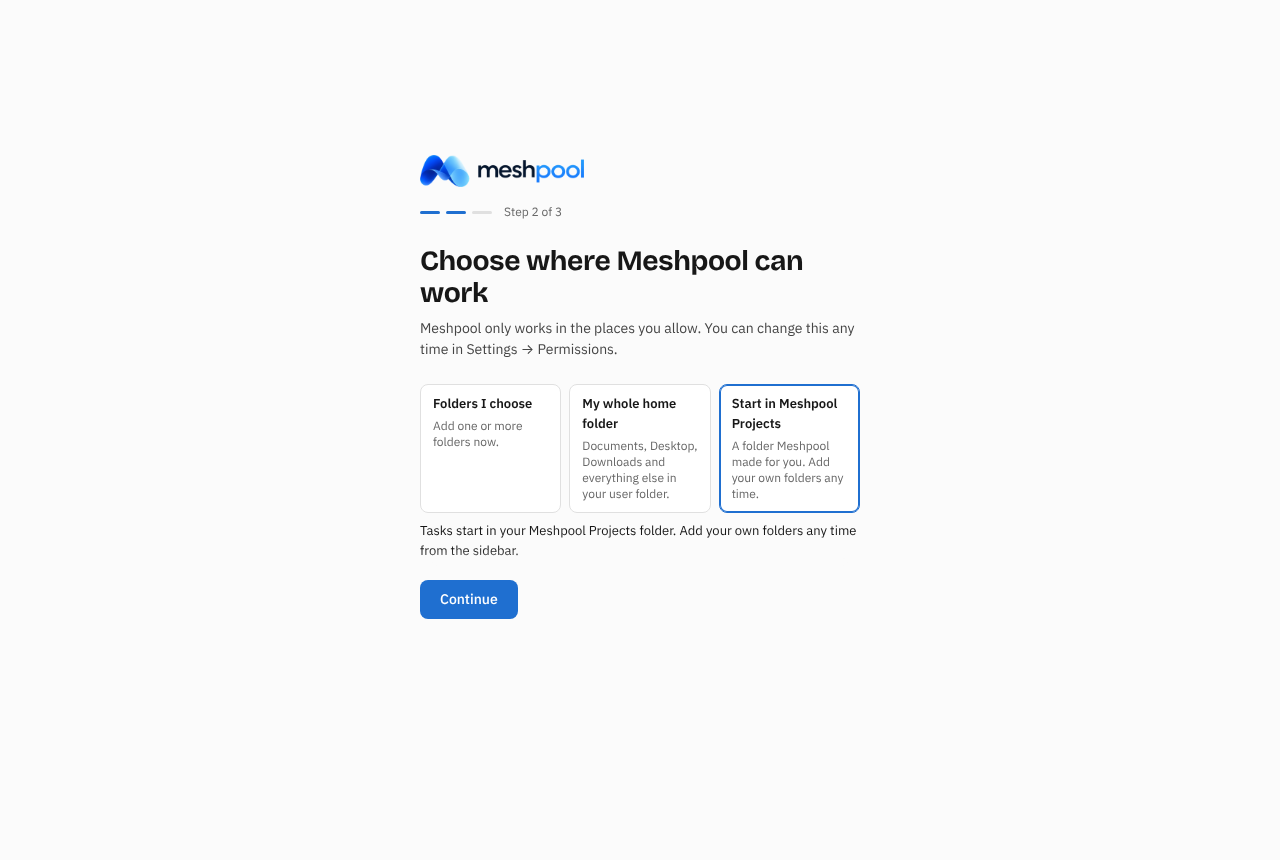 meshpool
Step 2 of 3
Choose where Meshpool can
work
Meshpool only works in the places you allow. You can change this any
time in Settings → Permissions.
Folders I choose
Add one or more
folders now.
My whole home
folder
Documents, Desktop,
Downloads and
everything else in
your user folder.
Start in Meshpool
Projects
A folder Meshpool
made for you. Add
your own folders any
time.
Tasks start in your Meshpool Projects folder. Add your own folders any time
from the sidebar.
Continue